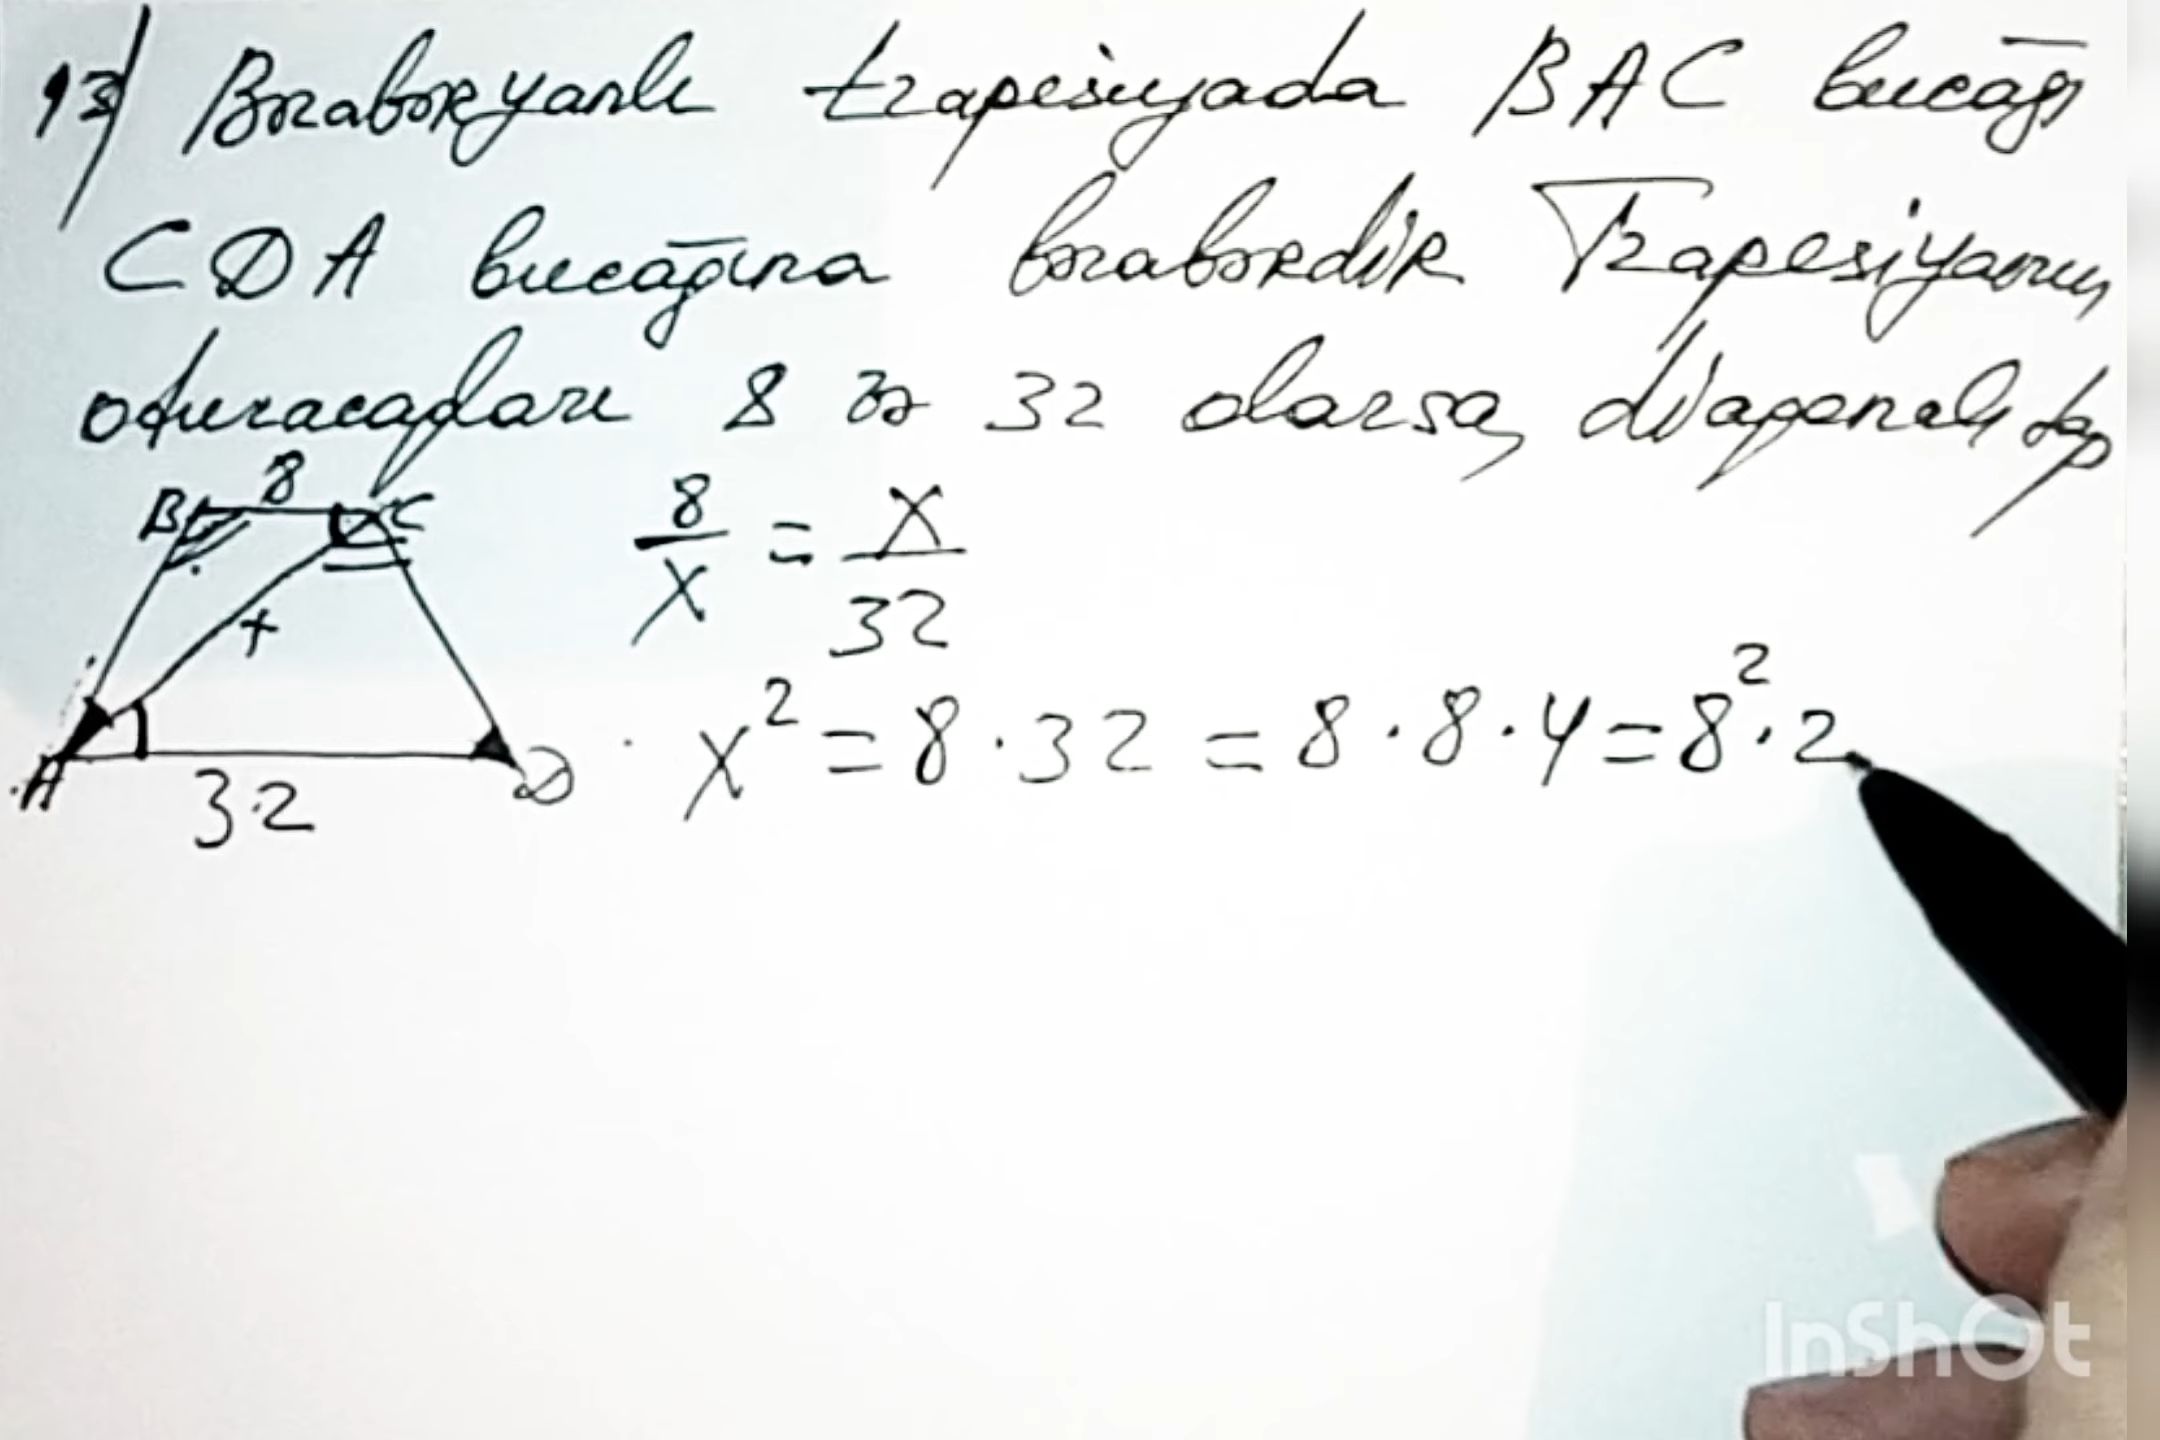 13) Bərabəryanlı trapesiyada BAC bucağı
CDA bucağına bərabərdir Trapesiyanın
oturacaqları 8 və 32 olarsa, diagonalı tap
B 8 C
x
A 32 D
8/x = x/32
x² = 8·32 = 8·8·4 = 8²·2
InShOt